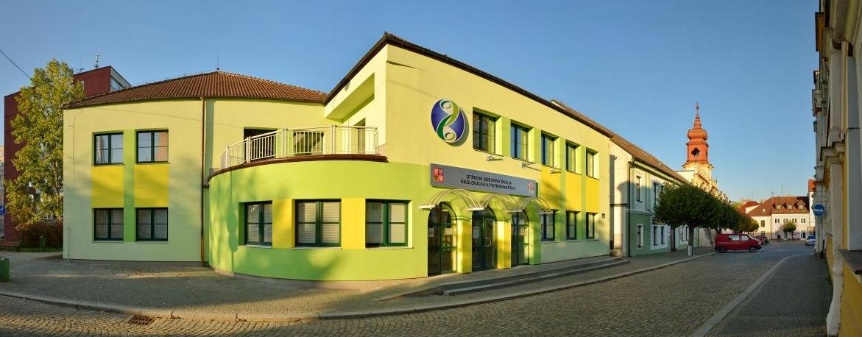 STŘEDNÍ ODBORNÁ ŠKOLA
EKOLOGICKÁ A POTRAVINÁŘSKÁ